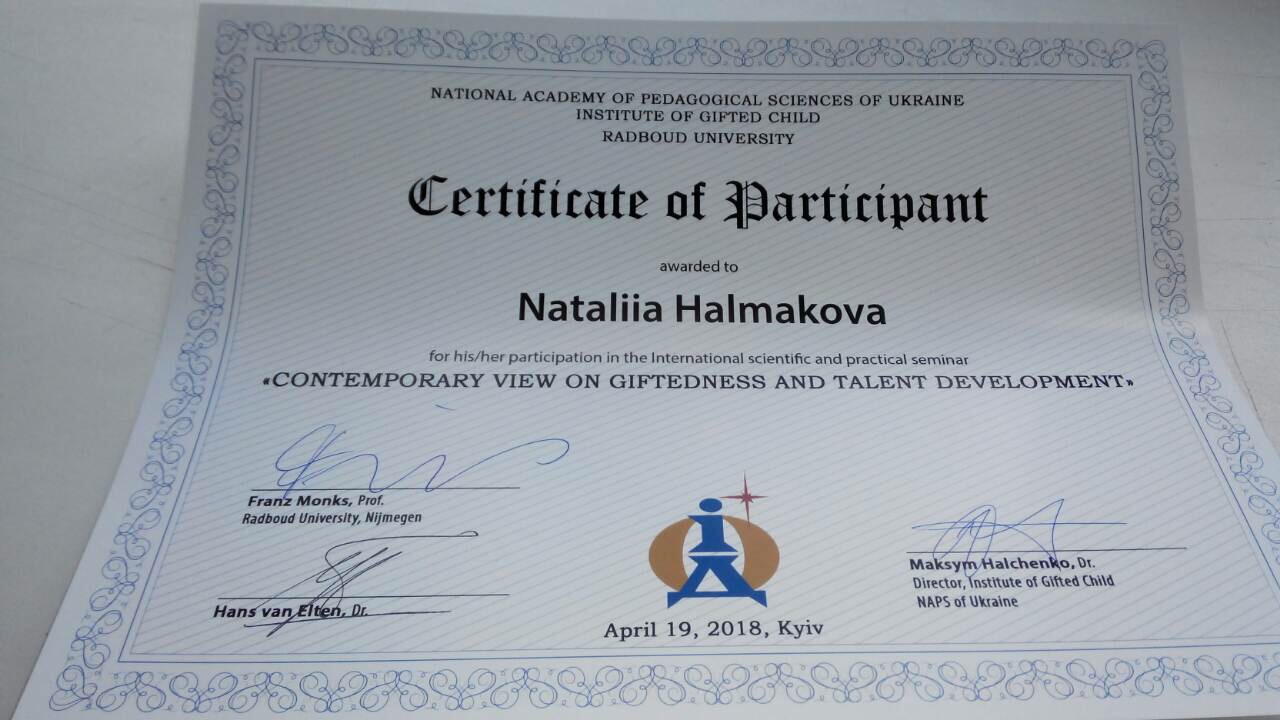 NATIONAL ACADEMY OF PEDAGOGICAL SCIENCES OF UKRAINE
INSTITUTE OF GIFTED CHILD
RADBOUD UNIVERSITY
Certificate of Participant
awarded to
Nataliia Halmakova
for his/her participation in the International scientific and practical seminar
«CONTEMPORARY VIEW ON GIFTEDNESS AND TALENT DEVELOPMENT»
Franz Monks, Prof.
Radboud University, Nijmegen
Hans van Elten, Dr.
Maksym Halchenko, Dr.
Director, Institute of Gifted Child
NAPS of Ukraine
April 19, 2018, Kyiv